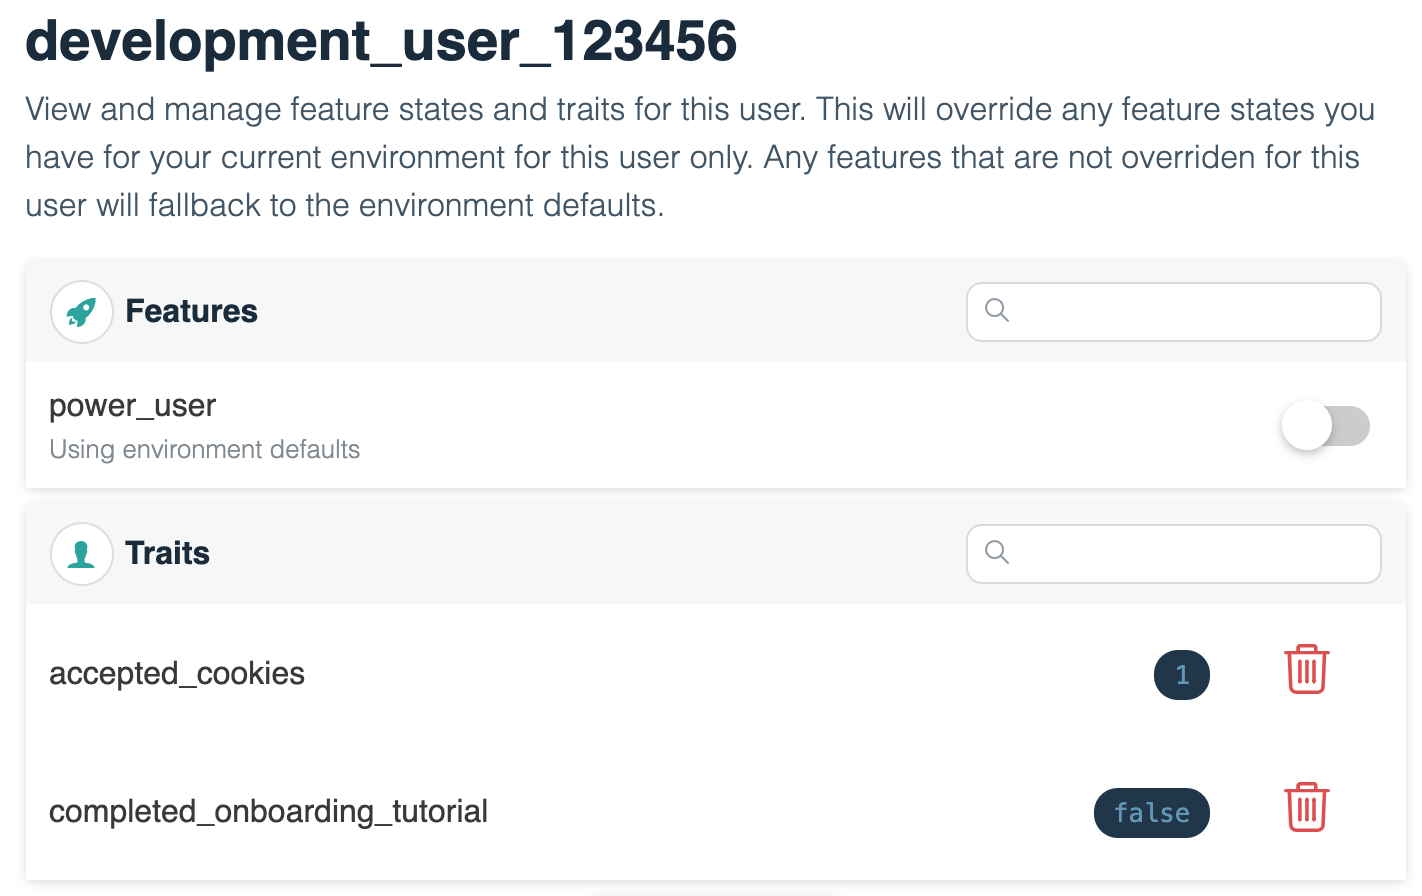 development_user_123456
View and manage feature states and traits for this user. This will override any feature states you
have for your current environment for this user only. Any features that are not overriden for this
user will fallback to the environment defaults.
Features
power_user
Using environment defaults
Traits
accepted_cookies 1
completed_onboarding_tutorial false